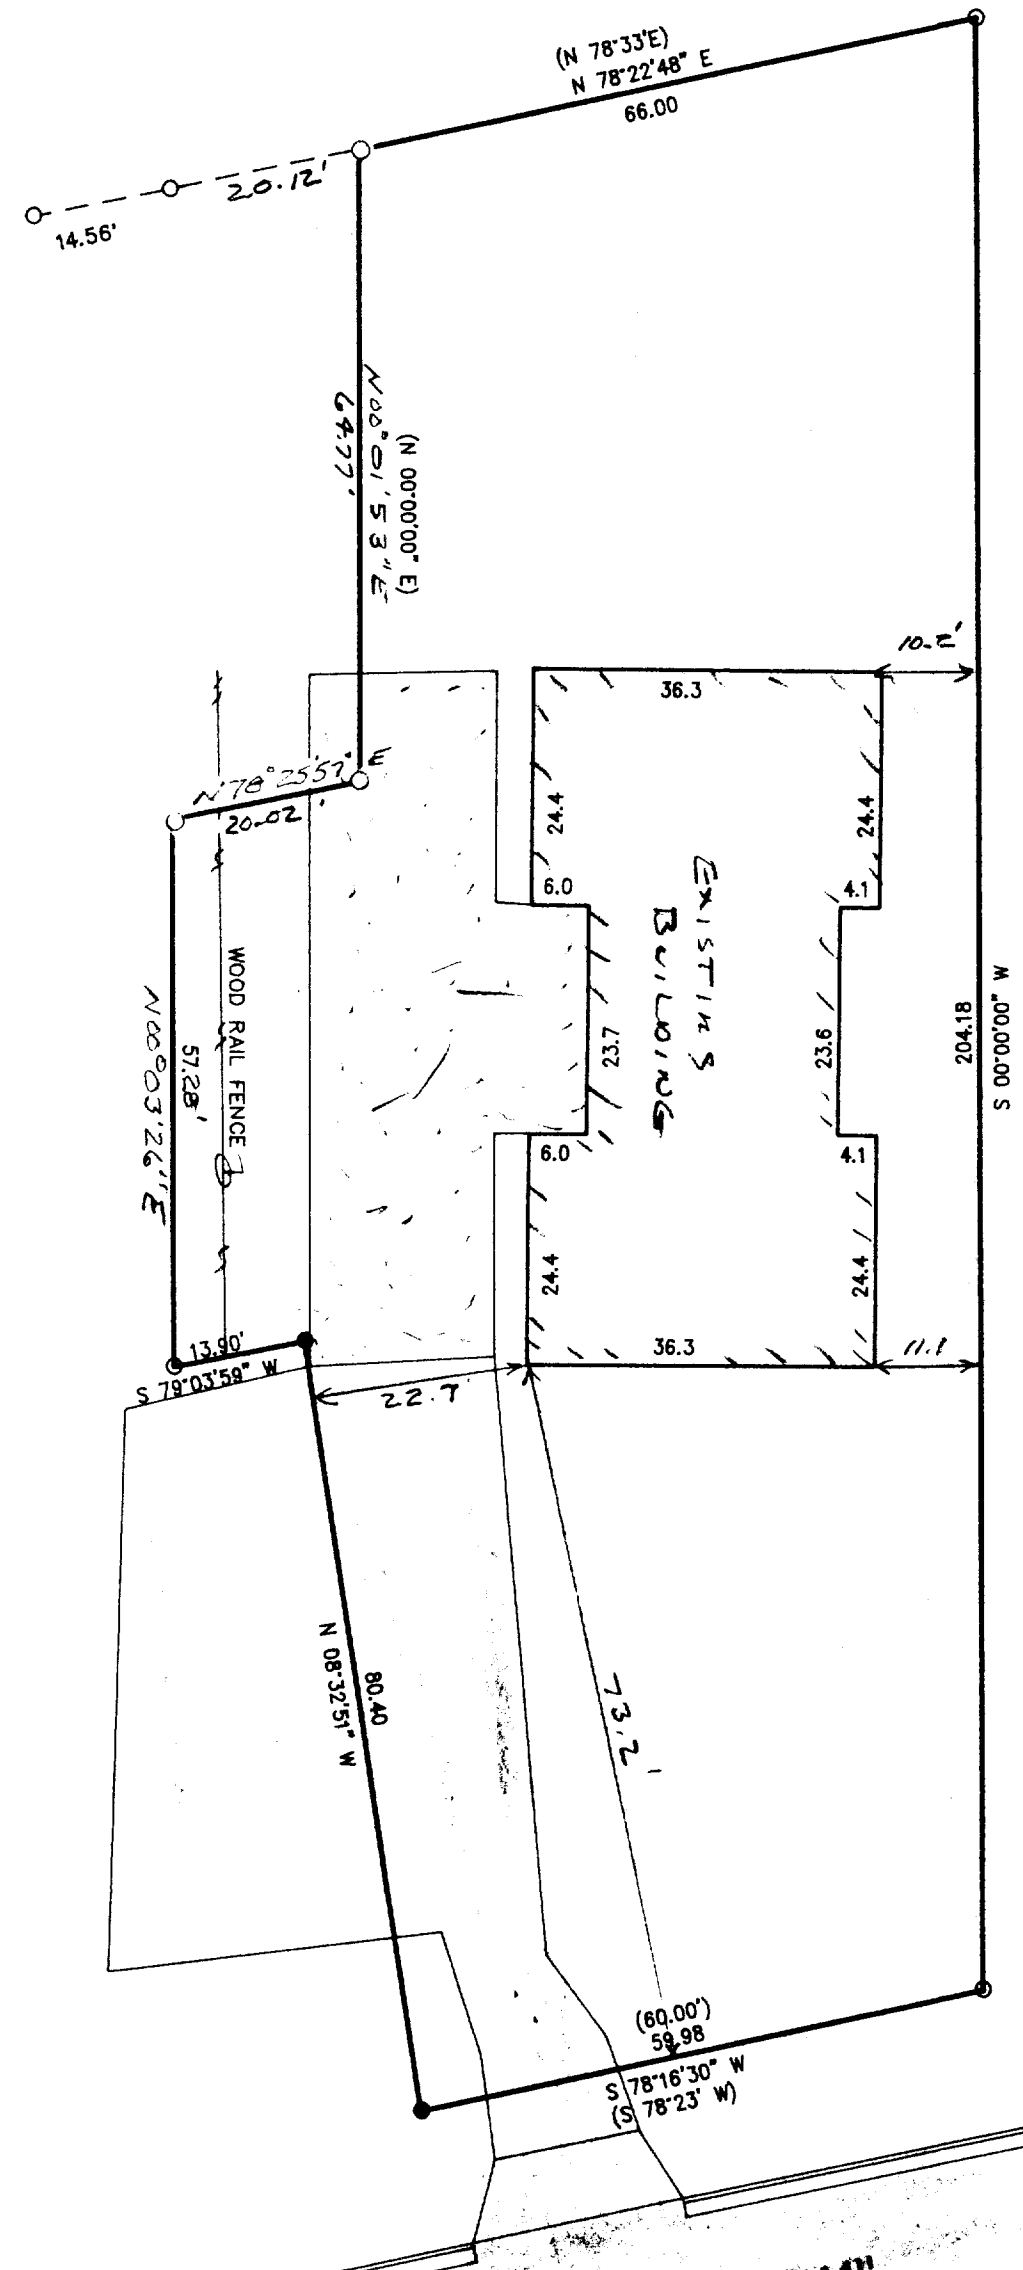 (N 78°33'E)
N 78°22'48" E
66.00
20.12'
14.56'
(N 00°00'00" E)
N00°01'53"E
64.77'
10.2'
36.3
N 78°25'57" E
20.02'
24.4
24.4
6.0
4.1
EXISTING
BUILDING
WOOD RAIL FENCE
23.7
23.6
204.18
S 00°00'00" W
57.28'
N00°03'26"E
6.0
4.1
24.4
24.4
13.90'
S 79°03'59" W
36.3
11.1
22.7
80.40
N 08°32'51" W
73.2'
(60.00')
59.98
S 78°16'30" W
(S 78°23' W)